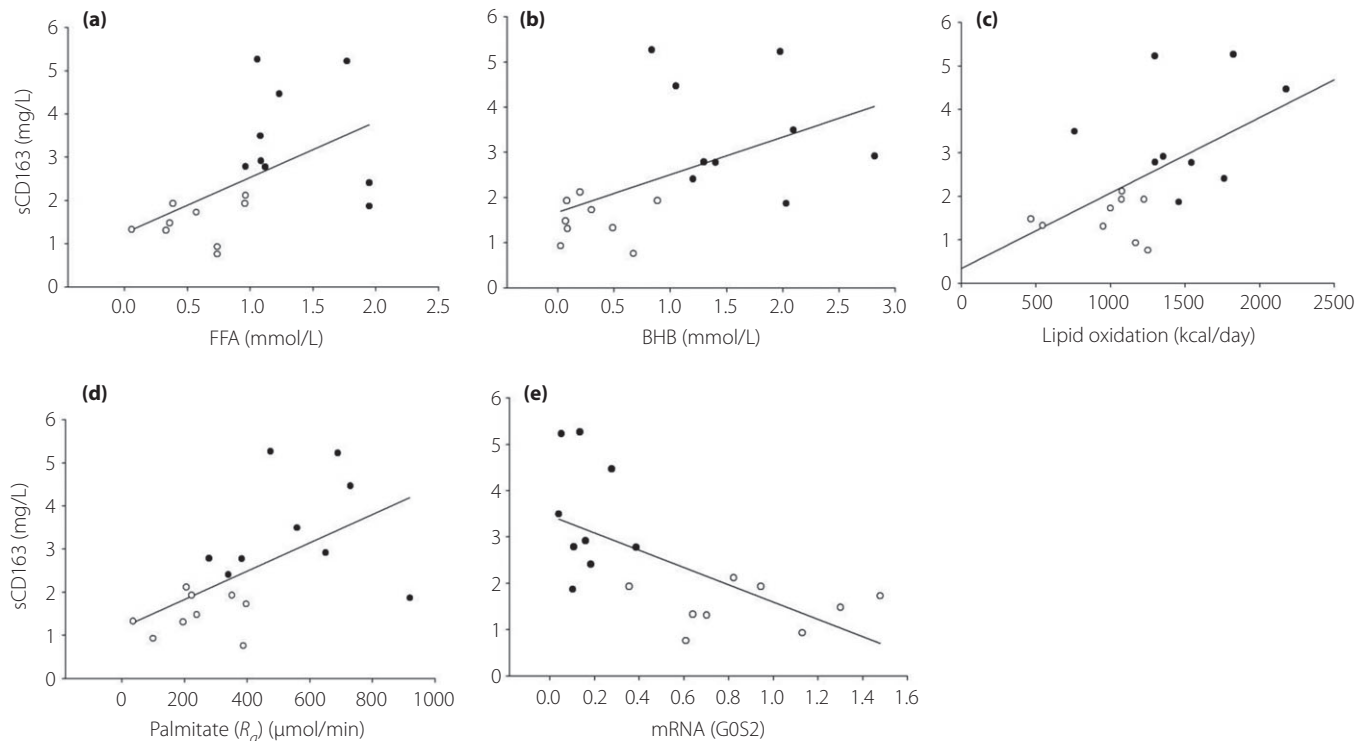 (a)
sCD163 (mg/L)
6
5
4
3
2
1
0
0.0 0.5 1.0 1.5 2.0 2.5
FFA (mmol/L)
(b)
6
5
4
3
2
1
0
0.0 0.5 1.0 1.5 2.0 2.5 3.0
BHB (mmol/L)
(c)
6
5
4
3
2
1
0
0 500 1000 1500 2000 2500
Lipid oxidation (kcal/day)
(d)
sCD163 (mg/L)
6
5
4
3
2
1
0
0 200 400 600 800 1000
Palmitate (Ra) (µmol/min)
(e)
6
5
4
3
2
1
0
0.0 0.2 0.4 0.6 0.8 1.0 1.2 1.4 1.6
mRNA (G0S2)